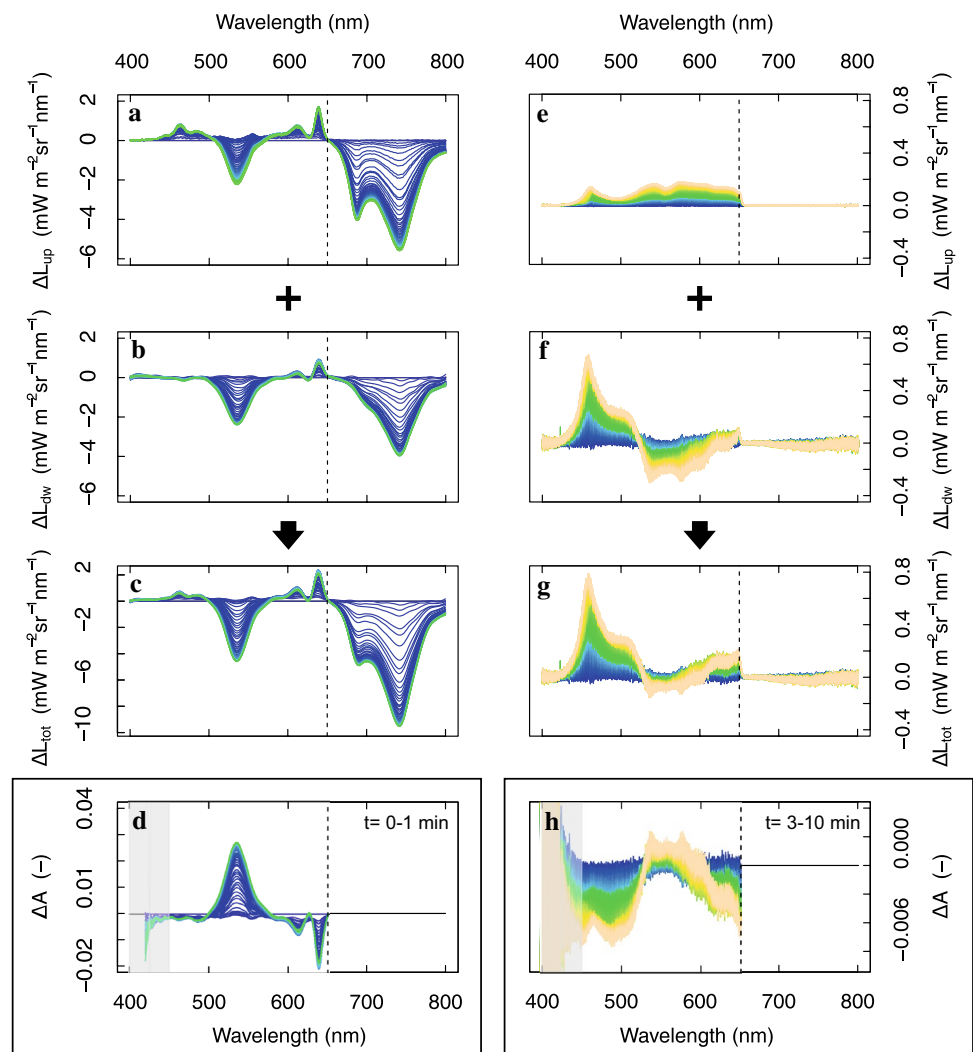 Wavelength (nm)
Wavelength (nm)
400 500 600 700 800
400 500 600 700 800
a
2
0
−2
−4
−6
ΔLup (mW m−2sr−1nm−1)
e
0.8
0.4
0.0
−0.4
ΔLup (mW m−2sr−1nm−1)
+
+
b
2
0
−2
−4
−6
ΔLdw (mW m−2sr−1nm−1)
f
0.8
0.4
0.0
−0.4
ΔLdw (mW m−2sr−1nm−1)
c
2
−2
−6
−10
ΔLtot (mW m−2sr−1nm−1)
g
0.8
0.4
0.0
−0.4
ΔLtot (mW m−2sr−1nm−1)
d
t= 0-1 min
0.04
0.01
−0.02
ΔA (−)
400 500 600 700 800
Wavelength (nm)
h
t= 3-10 min
0.000
−0.006
ΔA (−)
400 500 600 700 800
Wavelength (nm)